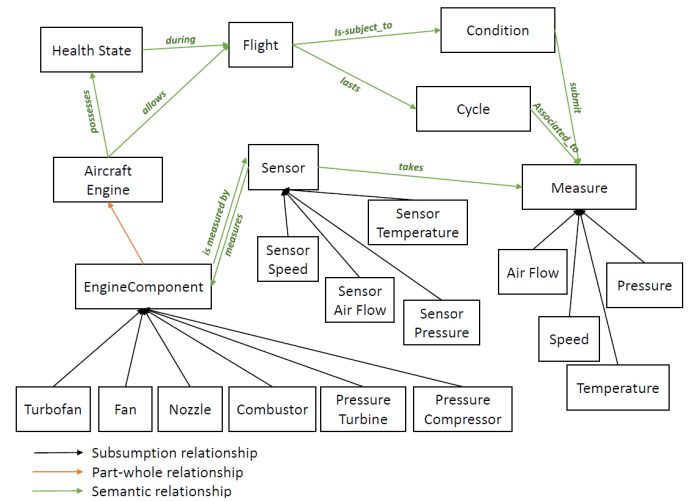 Health State
during
Flight
Is-subject_to
Condition
lasts
Cycle
submit
Associated_to
possesses
allows
Aircraft
Engine
Sensor
takes
Measure
is measured by
measures
Sensor
Temperature
Sensor
Speed
Sensor
Air Flow
Sensor
Pressure
Air Flow
Pressure
Speed
Temperature
EngineComponent
Turbofan
Fan
Nozzle
Combustor
Pressure
Turbine
Pressure
Compressor
Subsumption relationship
Part-whole relationship
Semantic relationship